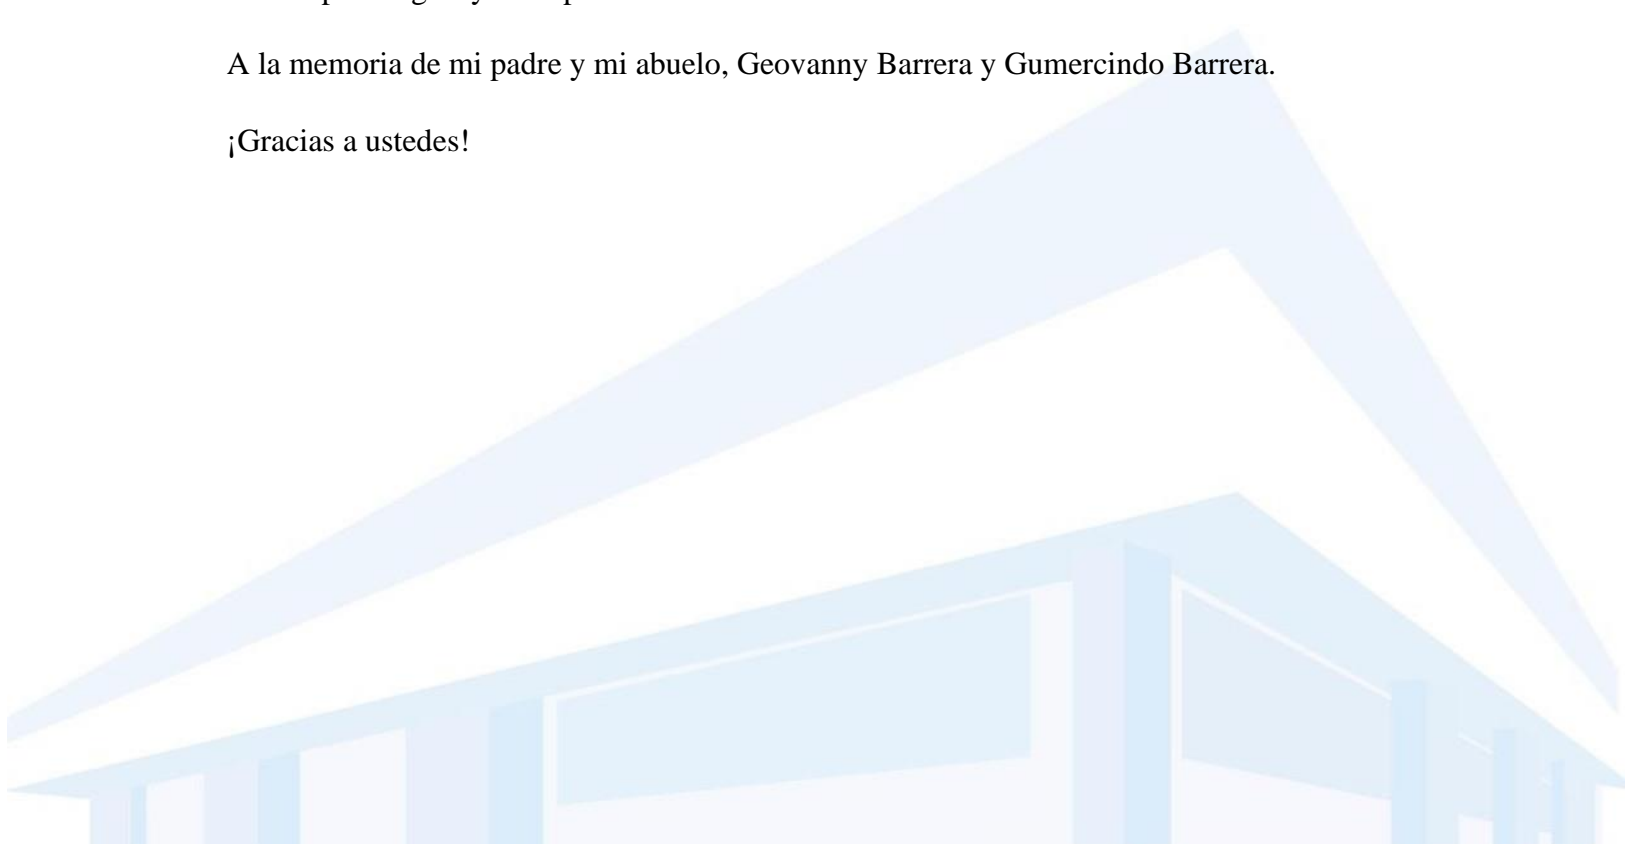 A la memoria de mi padre y mi abuelo, Geovanny Barrera y Gumercindo Barrera.
¡Gracias a ustedes!